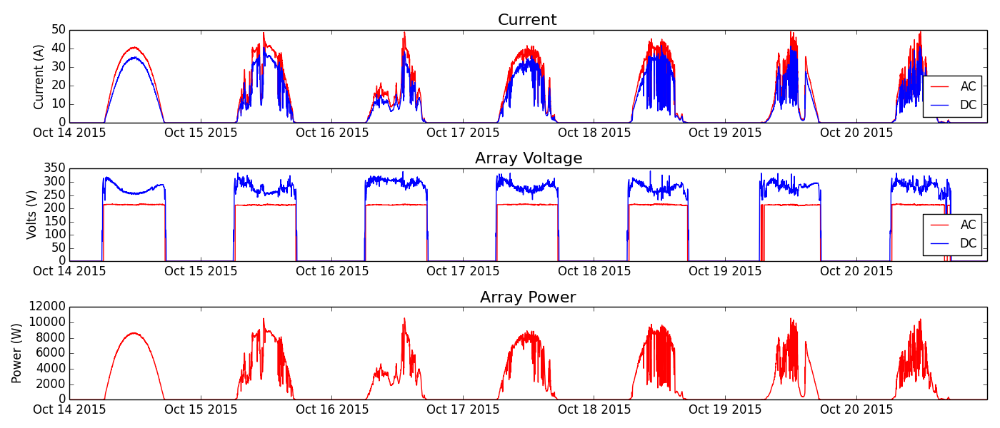 Current
50
40
30
20
10
0
Current (A)
AC
DC
Oct 14 2015 Oct 15 2015 Oct 16 2015 Oct 17 2015 Oct 18 2015 Oct 19 2015 Oct 20 2015
Array Voltage
350
300
250
200
150
100
50
0
Volts (V)
AC
DC
Oct 14 2015 Oct 15 2015 Oct 16 2015 Oct 17 2015 Oct 18 2015 Oct 19 2015 Oct 20 2015
Array Power
12000
10000
8000
6000
4000
2000
0
Power (W)
Oct 14 2015 Oct 15 2015 Oct 16 2015 Oct 17 2015 Oct 18 2015 Oct 19 2015 Oct 20 2015